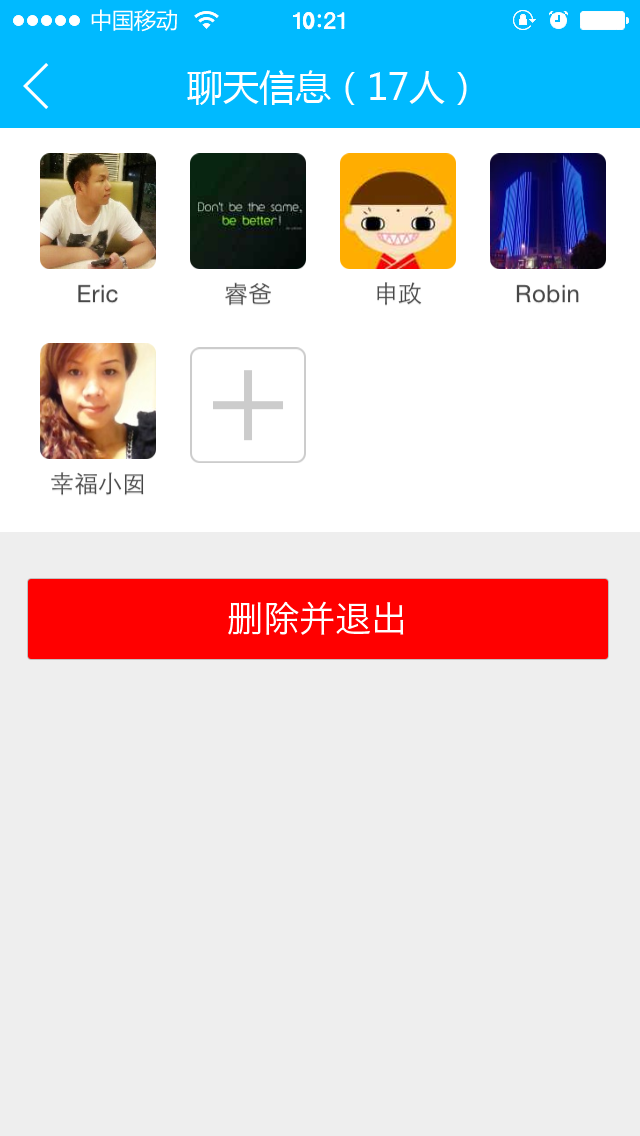 中国移动 10:21
聊天信息（17人）
Don't be the same,
be better!
Eric 睿爸 申政 Robin
幸福小囡
删除并退出